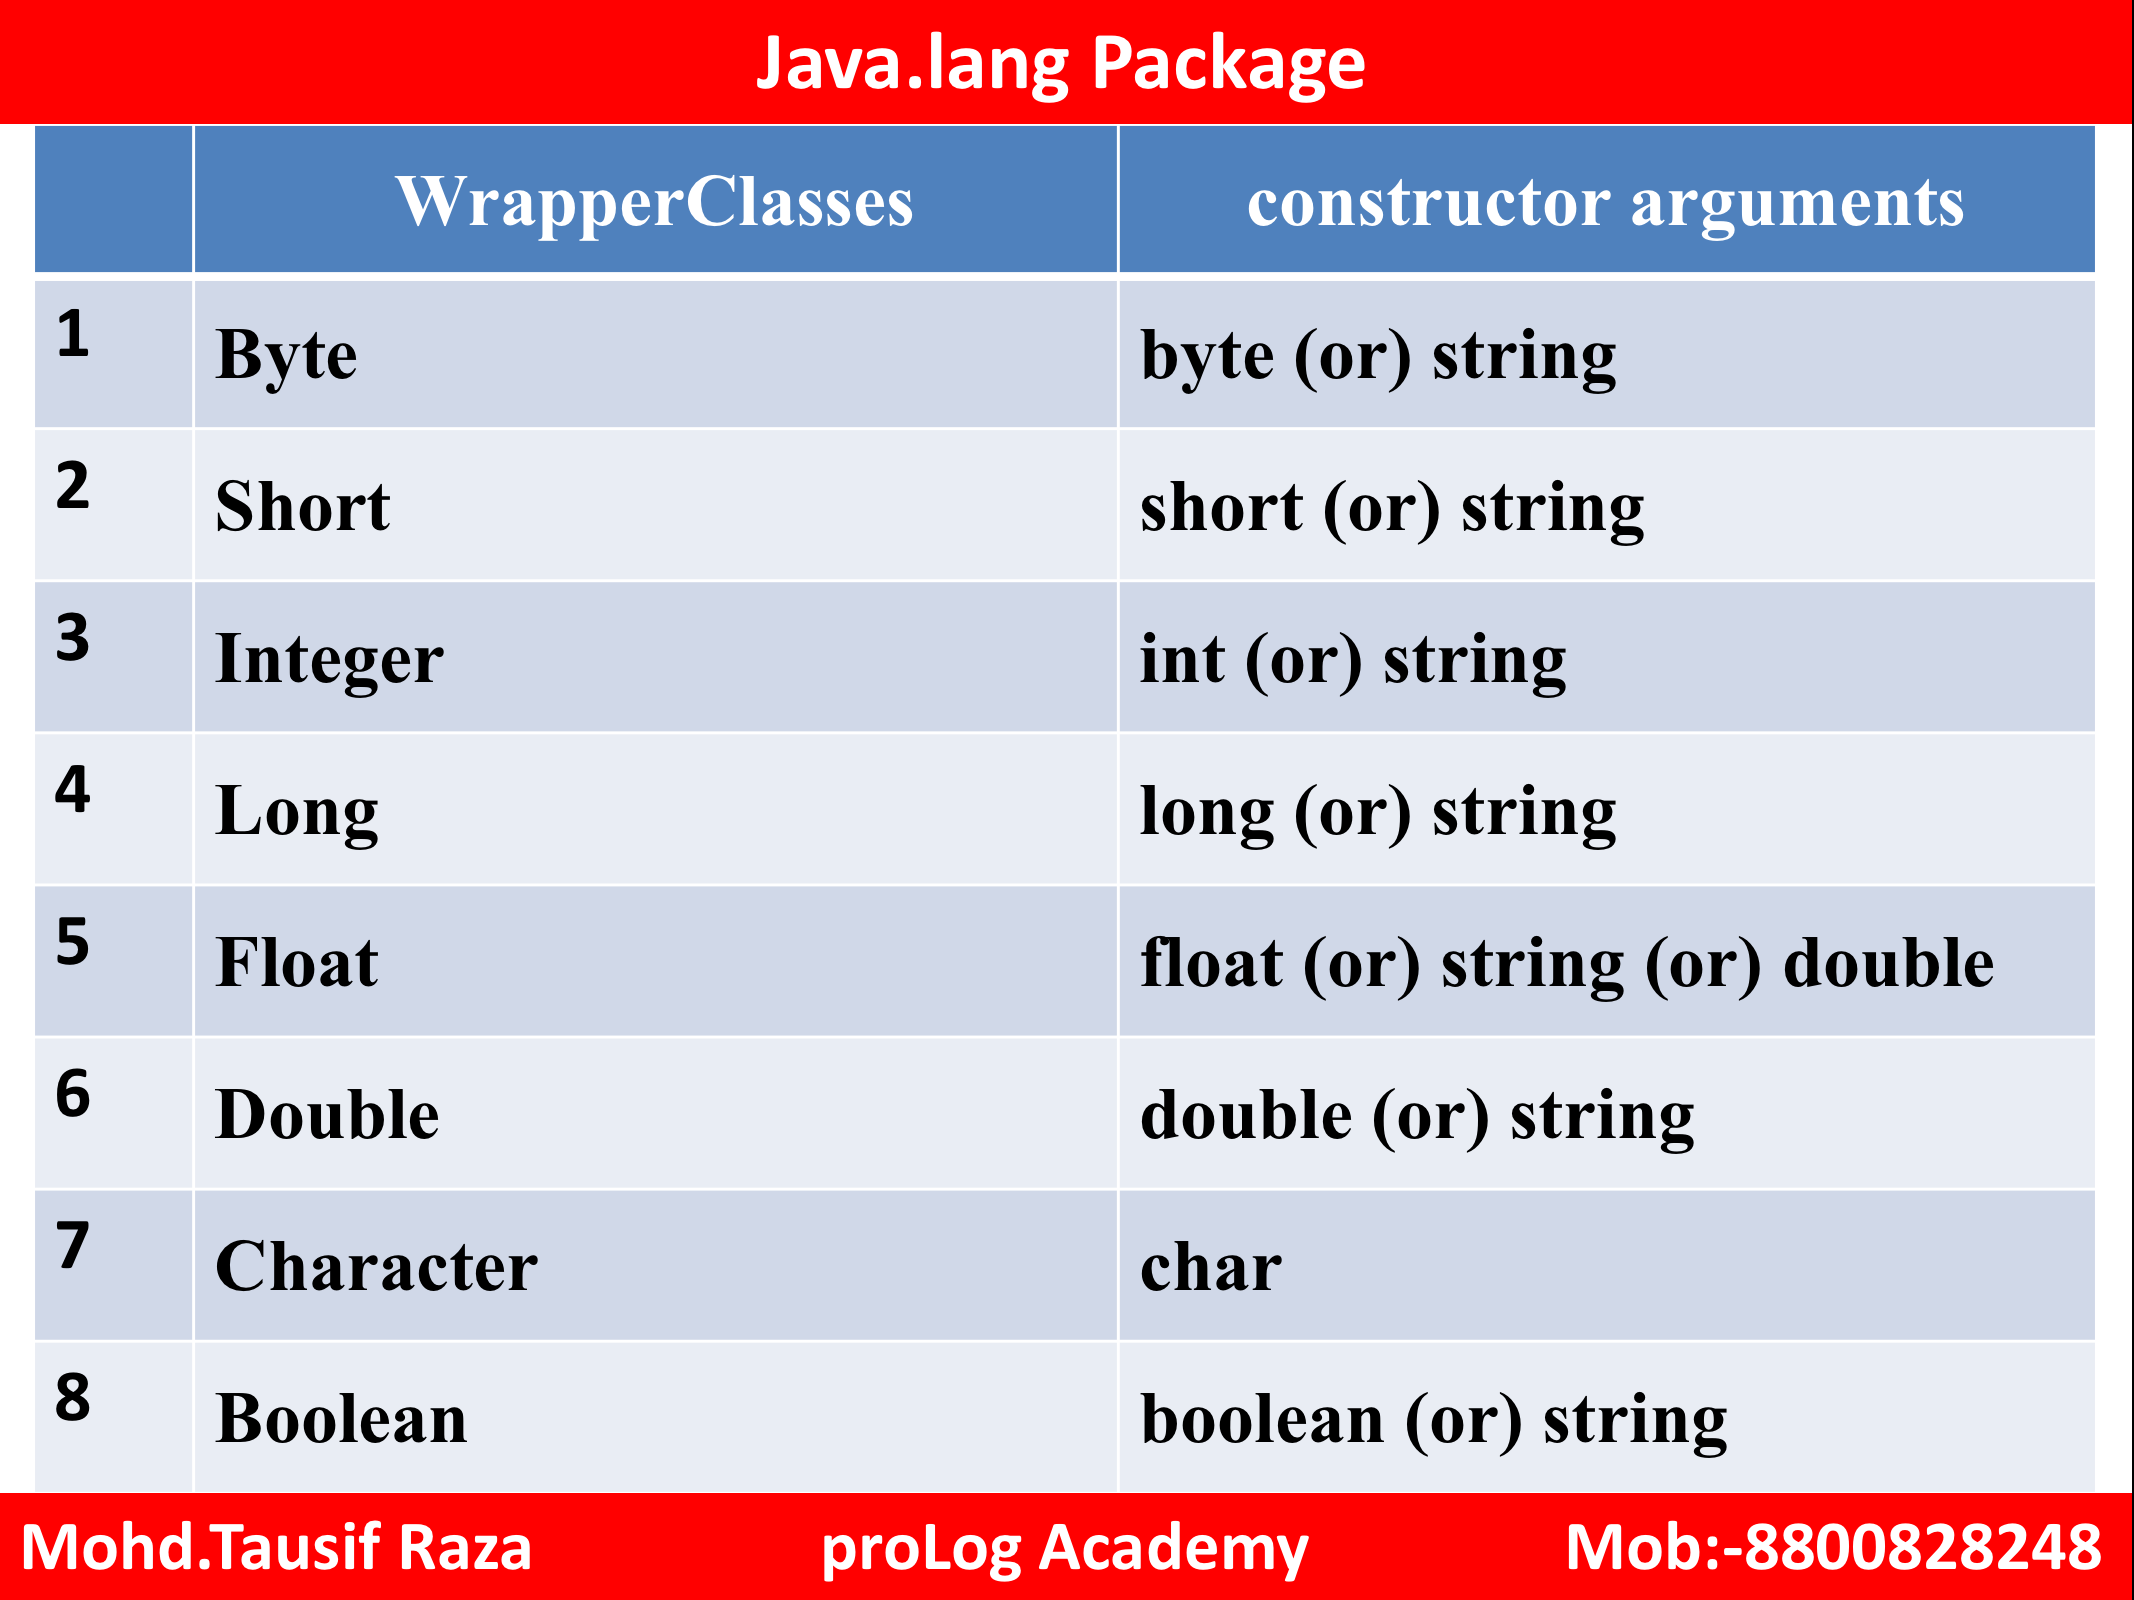 Java.lang Package
WrapperClasses constructor arguments
1 Byte byte (or) string
2 Short short (or) string
3 Integer int (or) string
4 Long long (or) string
5 Float float (or) string (or) double
6 Double double (or) string
7 Character char
8 Boolean boolean (or) string
Mohd.Tausif Raza proLog Academy Mob:-8800828248